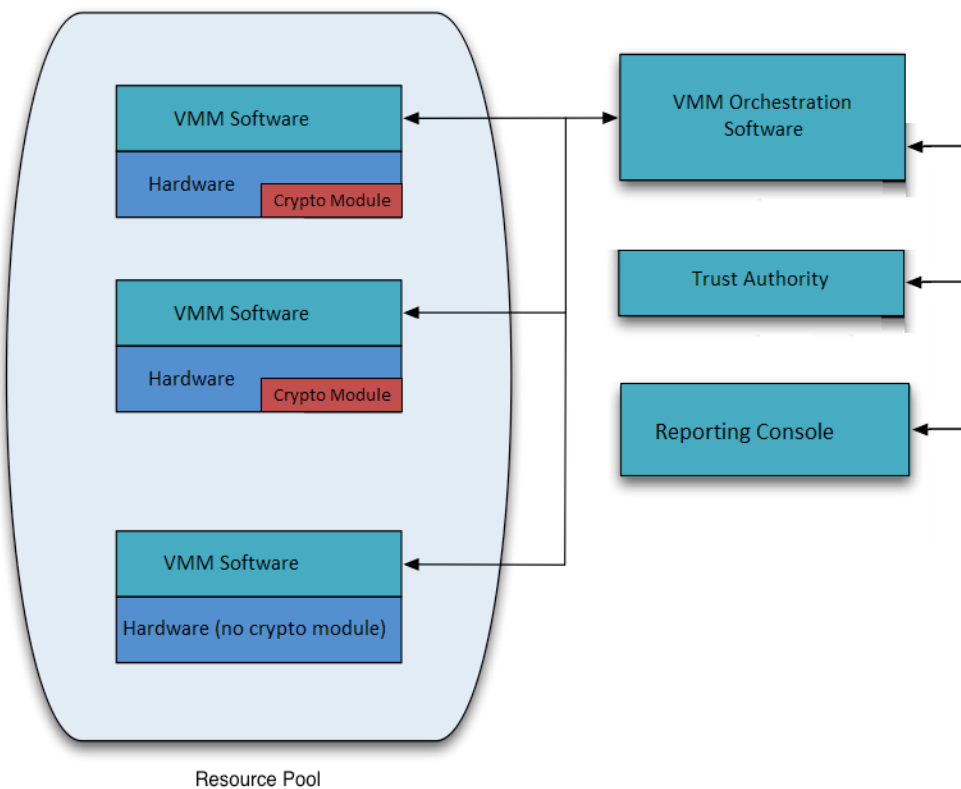 VMM Software
Hardware
Crypto Module
VMM Software
Hardware
Crypto Module
VMM Software
Hardware (no crypto module)
Resource Pool
VMM Orchestration
Software
Trust Authority
Reporting Console